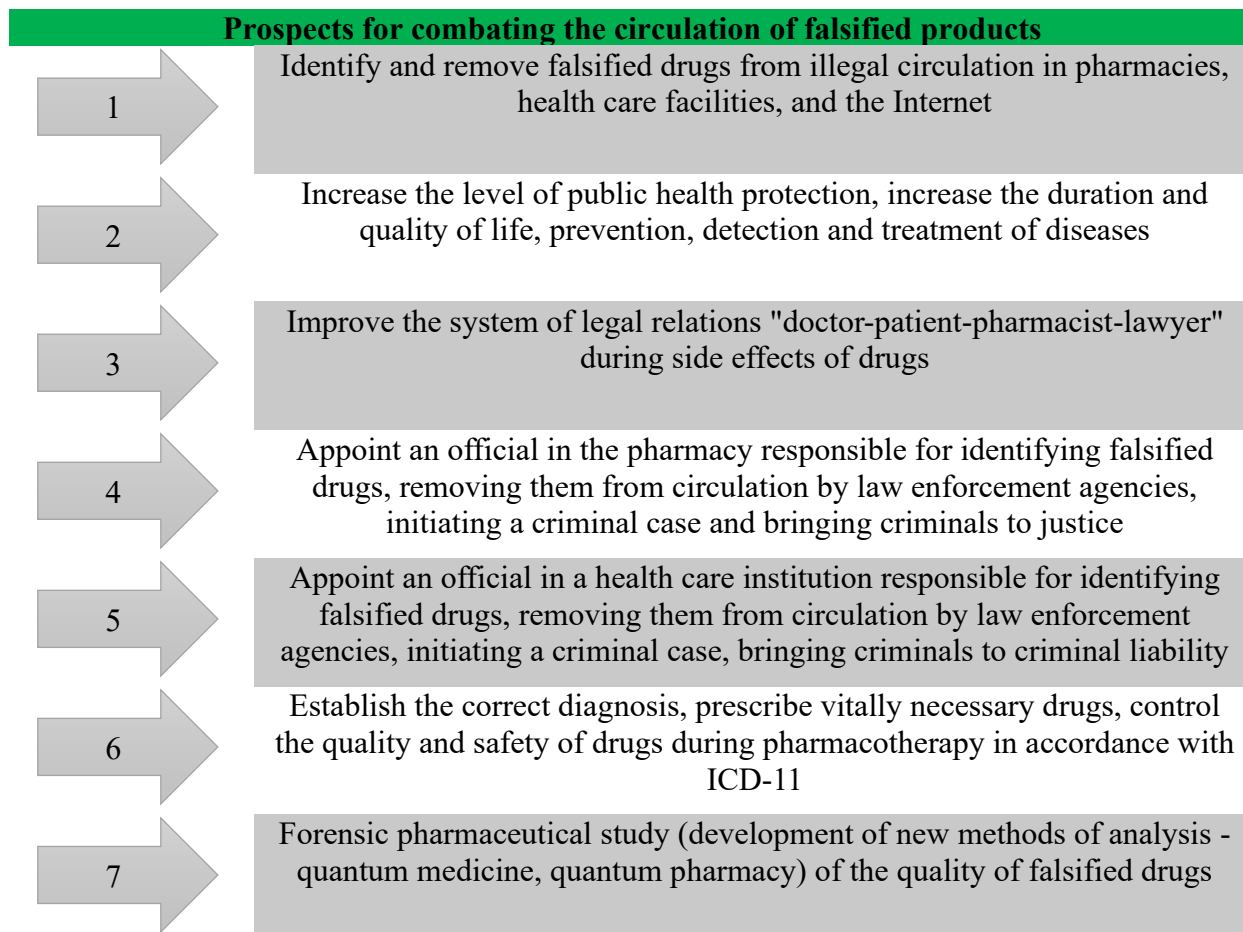 Prospects for combating the circulation of falsified products
1
Identify and remove falsified drugs from illegal circulation in pharmacies,
health care facilities, and the Internet
2
Increase the level of public health protection, increase the duration and
quality of life, prevention, detection and treatment of diseases
3
Improve the system of legal relations "doctor-patient-pharmacist-lawyer"
during side effects of drugs
4
Appoint an official in the pharmacy responsible for identifying falsified
drugs, removing them from circulation by law enforcement agencies,
initiating a criminal case and bringing criminals to justice
5
Appoint an official in a health care institution responsible for identifying
falsified drugs, removing them from circulation by law enforcement
agencies, initiating a criminal case, bringing criminals to criminal liability
6
Establish the correct diagnosis, prescribe vitally necessary drugs, control
the quality and safety of drugs during pharmacotherapy in accordance with
ICD-11
7
Forensic pharmaceutical study (development of new methods of analysis -
quantum medicine, quantum pharmacy) of the quality of falsified drugs